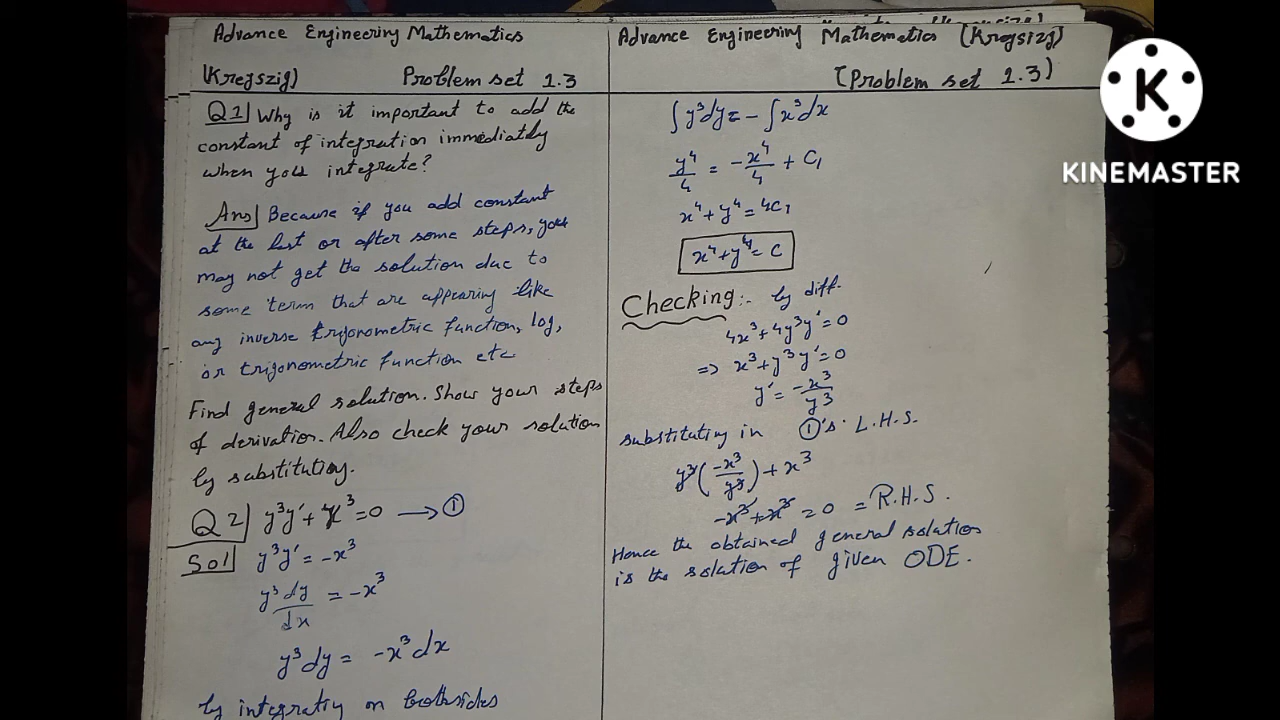 Advance Engineering Mathematics
(Kregszig) Problem set 1.3
Q1 Why is it important to add the
constant of integration immediatly
when you integrate?
Ans Because if you add constant
at the last or after some steps, you
may not get the solution due to
some term that are appearing like
any inverse trigonometric function, log,
or trigonometric function etc
Find general solution. Show your steps
of derivation. Also check your solution
by substituting.
Q2 y³y' + x³ = 0 → ①
Sol y³y' = -x³
y³ dy/dx = -x³
y³dy = -x³dx
by integrating on bothsides
Advance Engineering Mathematics (Kregsizg)
(Problem set 1.3)
∫y³dy = -∫x³dx
y⁴/4 = -x⁴/4 + C₁
x⁴ + y⁴ = 4C₁
x⁴ + y⁴ = C
Checking:- by diff.
4x³ + 4y³y' = 0
=> x³ + y³y' = 0
y' = -x³/y³
substituting in ①'s L.H.S.
y³(-x³/y³) + x³
-x³ + x³ = 0 = R.H.S.
Hence the obtained general solution
is the solution of given ODE.
K
KINEMASTER